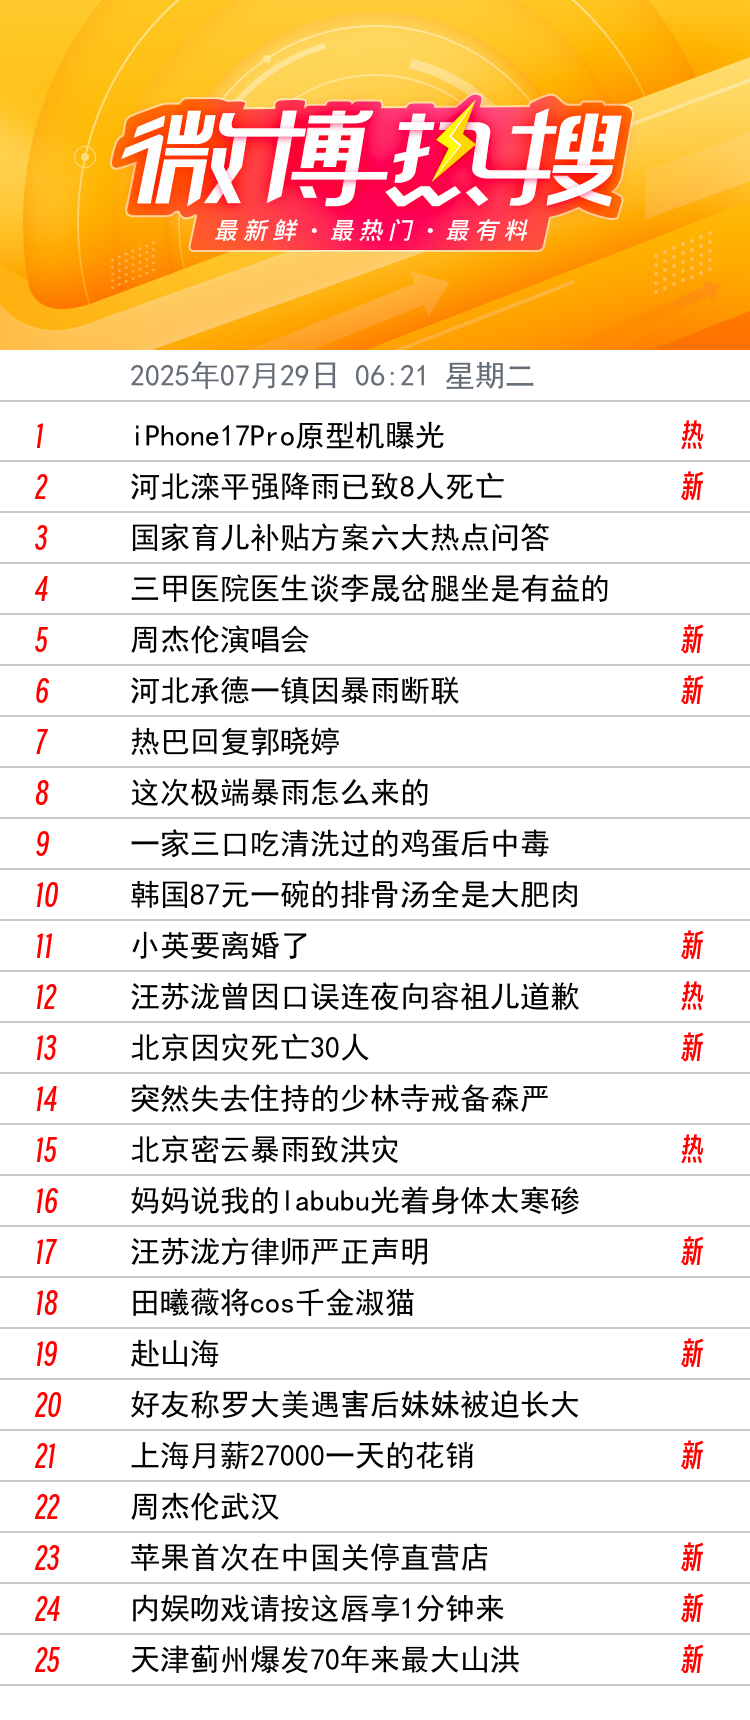 微博热搜
最新鲜·最热门·最有料
2025年07月29日 06:21 星期二
1 iPhone17Pro原型机曝光 热
2 河北滦平强降雨已致8人死亡 新
3 国家育儿补贴方案六大热点问答
4 三甲医院医生谈李晟岔腿坐是有益的
5 周杰伦演唱会 新
6 河北承德一镇因暴雨断联 新
7 热巴回复郭晓婷
8 这次极端暴雨怎么来的
9 一家三口吃清洗过的鸡蛋后中毒
10 韩国87元一碗的排骨汤全是大肥肉
11 小英要离婚了 新
12 汪苏泷曾因口误连夜向容祖儿道歉 热
13 北京因灾死亡30人 新
14 突然失去住持的少林寺戒备森严
15 北京密云暴雨致洪灾 热
16 妈妈说我的labubu光着身体太寒碜
17 汪苏泷方律师严正声明 新
18 田曦薇将cos千金淑猫
19 赴山海 新
20 好友称罗大美遇害后妹妹被迫长大
21 上海月薪27000一天的花销 新
22 周杰伦武汉
23 苹果首次在中国关停直营店 新
24 内娱吻戏请按这唇享1分钟来 新
25 天津蓟州爆发70年来最大山洪 新